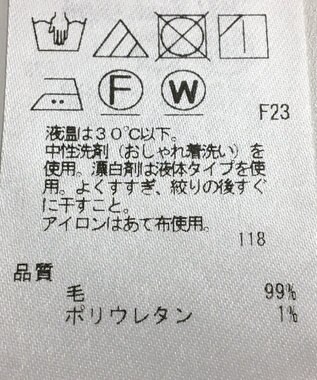 F
W
F23
液温は30℃以下。
中性洗剤(おしゃれ着洗い)を
使用。漂白剤は液体タイプを使
用。よくすすぎ、絞りの後すぐ
に干すこと。
アイロンはあて布使用。
118
品質
毛 99%
ポリウレタン 1%